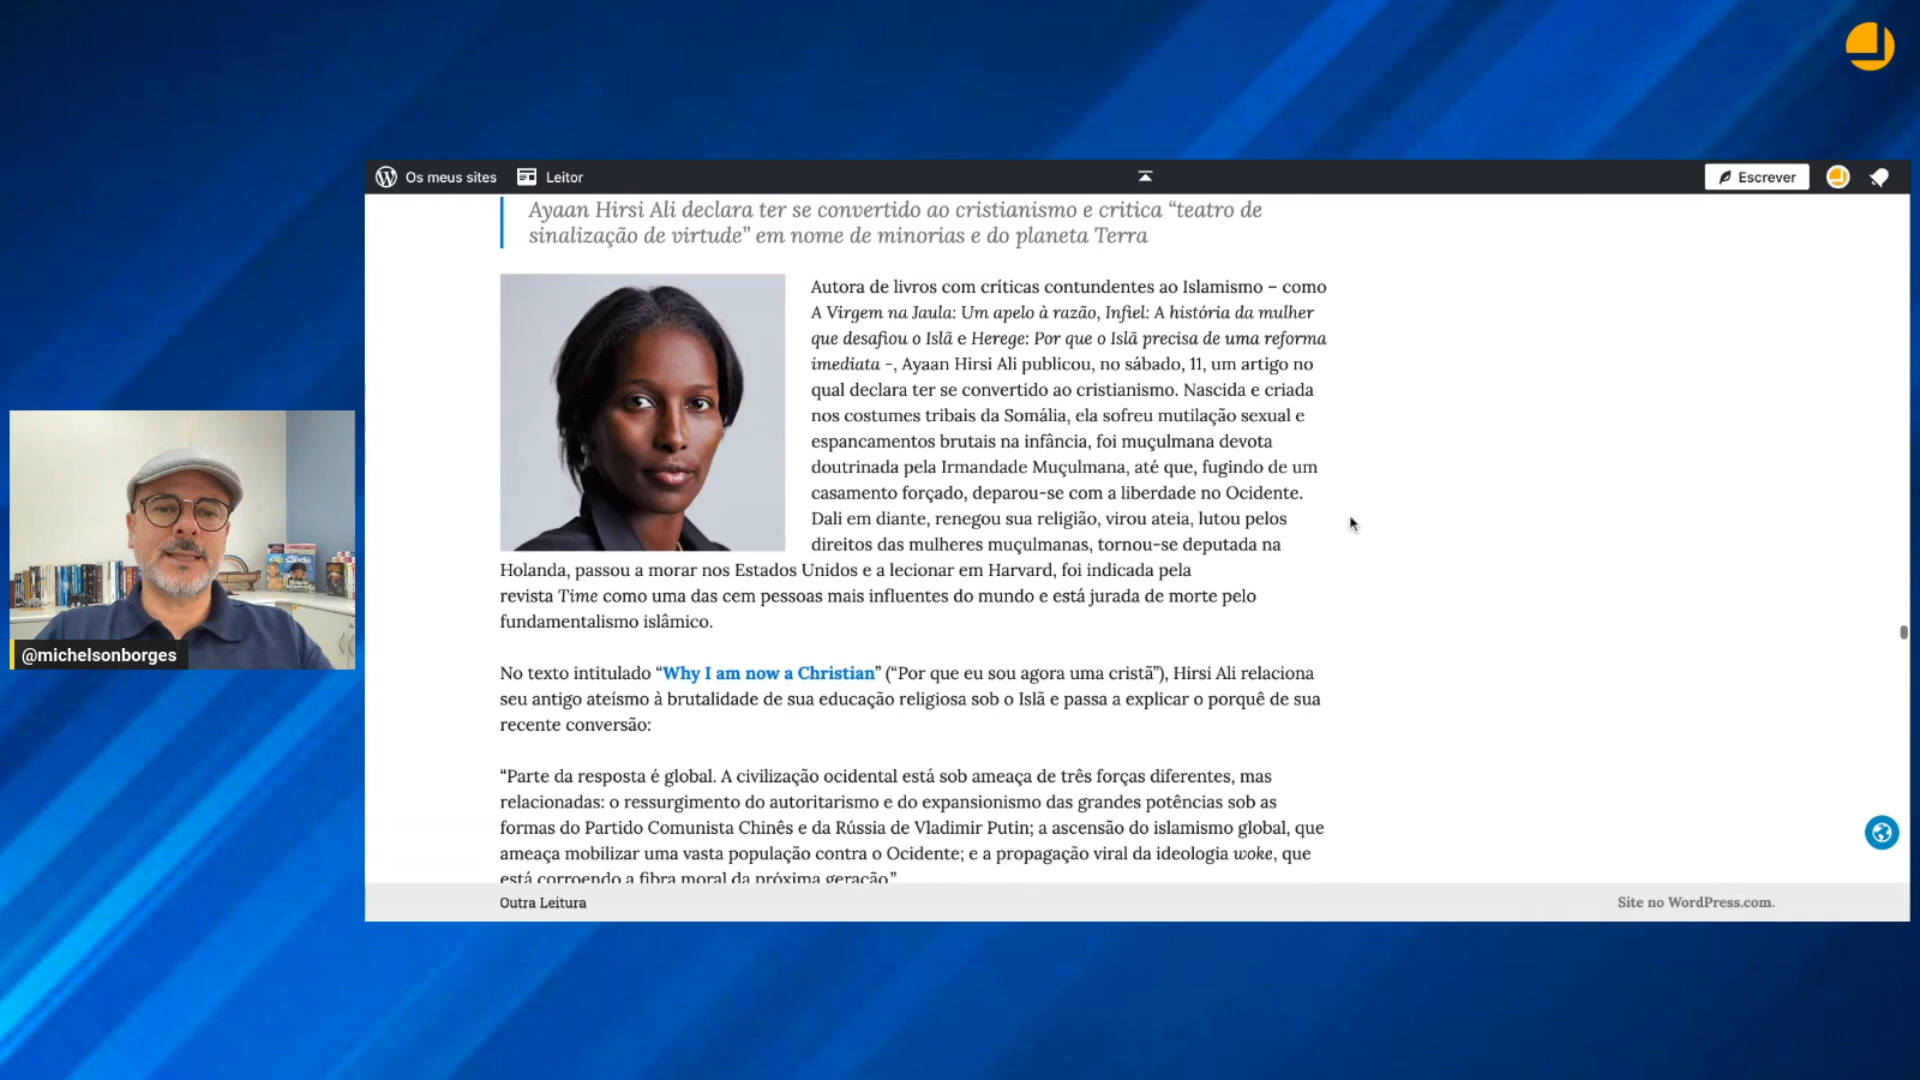 Os meus sites
Leitor
Escrever
Ayaan Hirsi Ali declara ter se convertido ao cristianismo e critica “teatro de
sinalização de virtude” em nome de minorias e do planeta Terra
Autora de livros com críticas contundentes ao Islamismo – como
A Virgem na Jaula: Um apelo à razão, Infiel: A história da mulher
que desafiou o Islã e Herege: Por que o Islã precisa de uma reforma
imediata -, Ayaan Hirsi Ali publicou, no sábado, 11, um artigo no
qual declara ter se convertido ao cristianismo. Nascida e criada
nos costumes tribais da Somália, ela sofreu mutilação sexual e
espancamentos brutais na infância, foi muçulmana devota
doutrinada pela Irmandade Muçulmana, até que, fugindo de um
casamento forçado, deparou-se com a liberdade no Ocidente.
Dali em diante, renegou sua religião, virou ateia, lutou pelos
direitos das mulheres muçulmanas, tornou-se deputada na
Holanda, passou a morar nos Estados Unidos e a lecionar em Harvard, foi indicada pela
revista Time como uma das cem pessoas mais influentes do mundo e está jurada de morte pelo
fundamentalismo islâmico.
No texto intitulado “Why I am now a Christian” (“Por que eu sou agora uma cristã”), Hirsi Ali relaciona
seu antigo ateísmo à brutalidade de sua educação religiosa sob o Islã e passa a explicar o porquê de sua
recente conversão:
“Parte da resposta é global. A civilização ocidental está sob ameaça de três forças diferentes, mas
relacionadas: o ressurgimento do autoritarismo e do expansionismo das grandes potências sob as
formas do Partido Comunista Chinês e da Rússia de Vladimir Putin; a ascensão do islamismo global, que
ameaça mobilizar uma vasta população contra o Ocidente; e a propagação viral da ideologia woke, que
está corroendo a fibra moral da próxima geração.”
Outra Leitura
Site no WordPress.com.
@michelsonborges